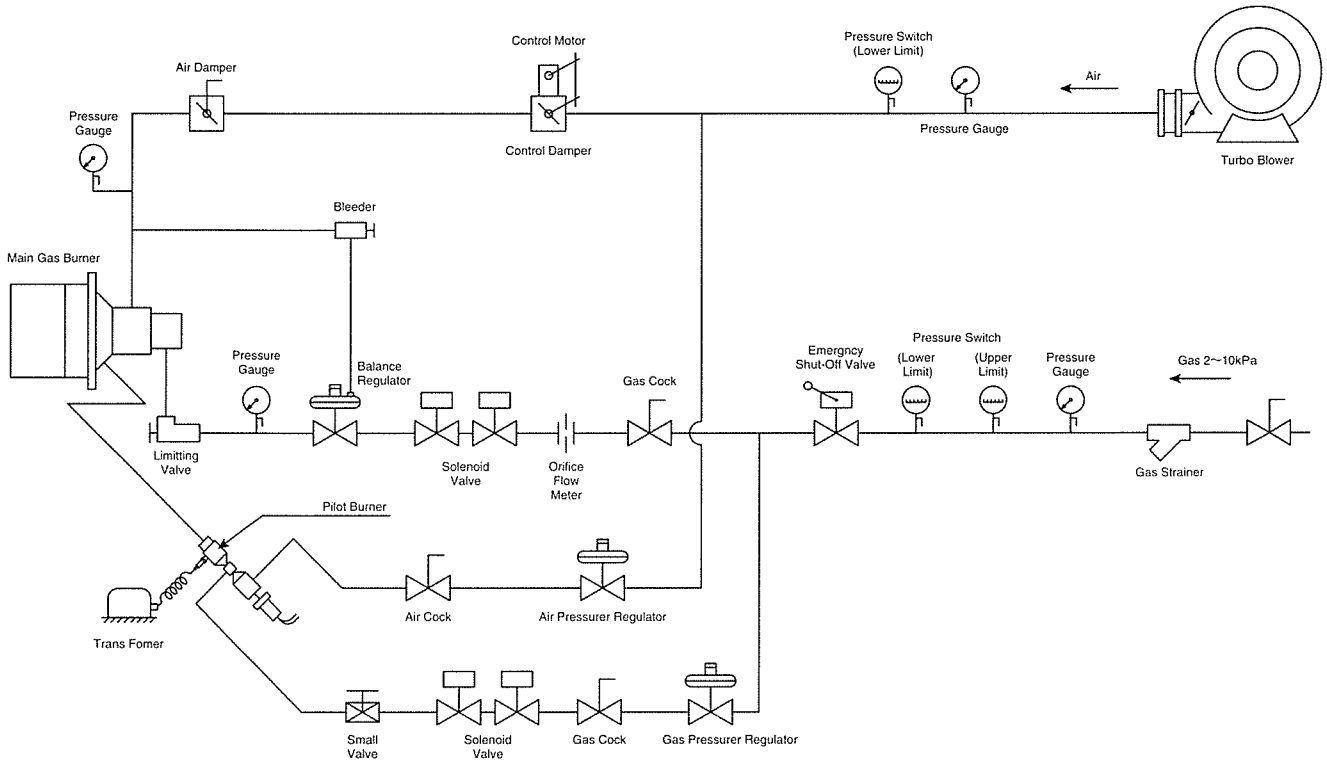 Control Motor
Pressure Switch
(Lower Limit)
Air Damper
Air
Pressure
Gauge
Pressure Gauge
Control Damper
Turbo Blower
Bleeder
Main Gas Burner
Pressure
Gauge
Balance
Regulator
Gas Cock
Emergncy
Shut-Off Valve
Pressure Switch
(Lower
Limit)
(Upper
Limit)
Pressure
Gauge
Gas 2~10kPa
Limitting
Valve
Solenoid
Valve
Orifice
Flow
Meter
Gas Strainer
Pilot Burner
Air Cock
Air Pressurer Regulator
Trans Fomer
Small
Valve
Solenoid
Valve
Gas Cock
Gas Pressurer Regulator